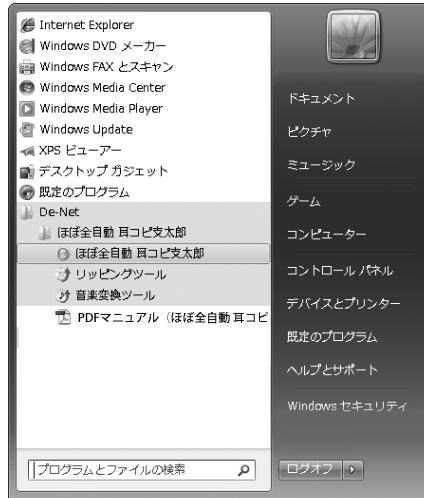 Internet Explorer
Windows DVD メーカー
Windows FAX とスキャン
Windows Media Center
Windows Media Player
Windows Update
XPS ビューアー
デスクトップ ガジェット
既定のプログラム
De-Net
ほぼ全自動 耳コピ支太郎
ほぼ全自動 耳コピ支太郎
リッピングツール
音楽変換ツール
PDFマニュアル（ほぼ全自動 耳コピ
プログラムとファイルの検索
ドキュメント
ピクチャ
ミュージック
ゲーム
コンピューター
コントロール パネル
デバイスとプリンター
既定のプログラム
ヘルプとサポート
Windows セキュリティ
ログオフ